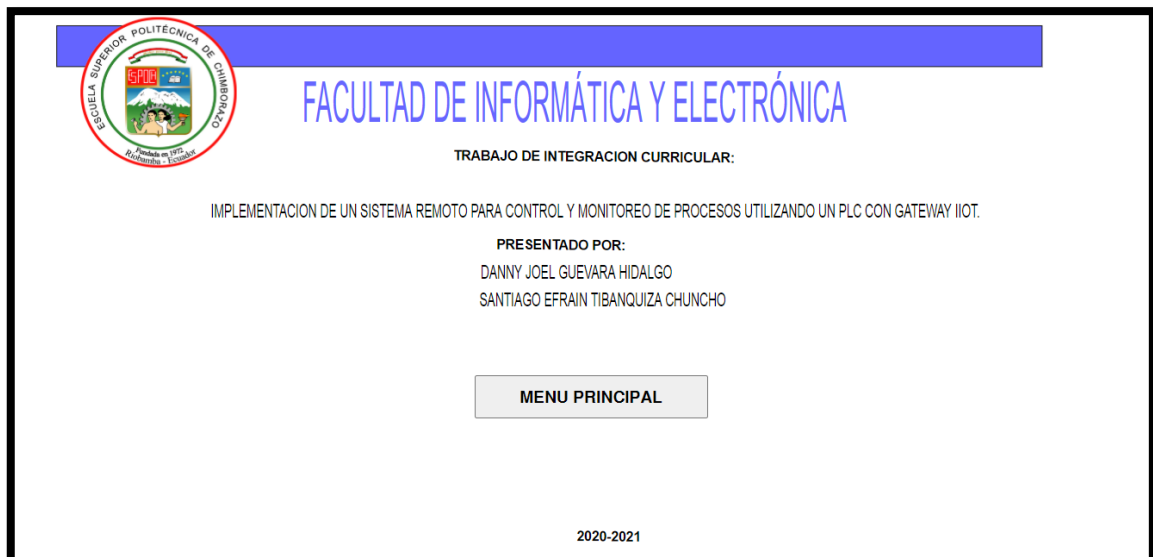 ESCUELA SUPERIOR POLITÉCNICA DE CHIMBORAZO
ESPOCH
Fundada en 1972
Riobamba - Ecuador
FACULTAD DE INFORMÁTICA Y ELECTRÓNICA
TRABAJO DE INTEGRACION CURRICULAR:
IMPLEMENTACION DE UN SISTEMA REMOTO PARA CONTROL Y MONITOREO DE PROCESOS UTILIZANDO UN PLC CON GATEWAY IIOT.
PRESENTADO POR:
DANNY JOEL GUEVARA HIDALGO
SANTIAGO EFRAIN TIBANQUIZA CHUNCHO
MENU PRINCIPAL
2020-2021